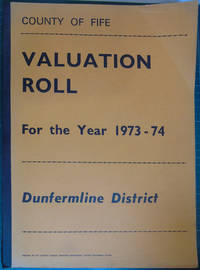 COUNTY OF FIFE
VALUATION
ROLL
For the Year 1973-74
Dunfermline District